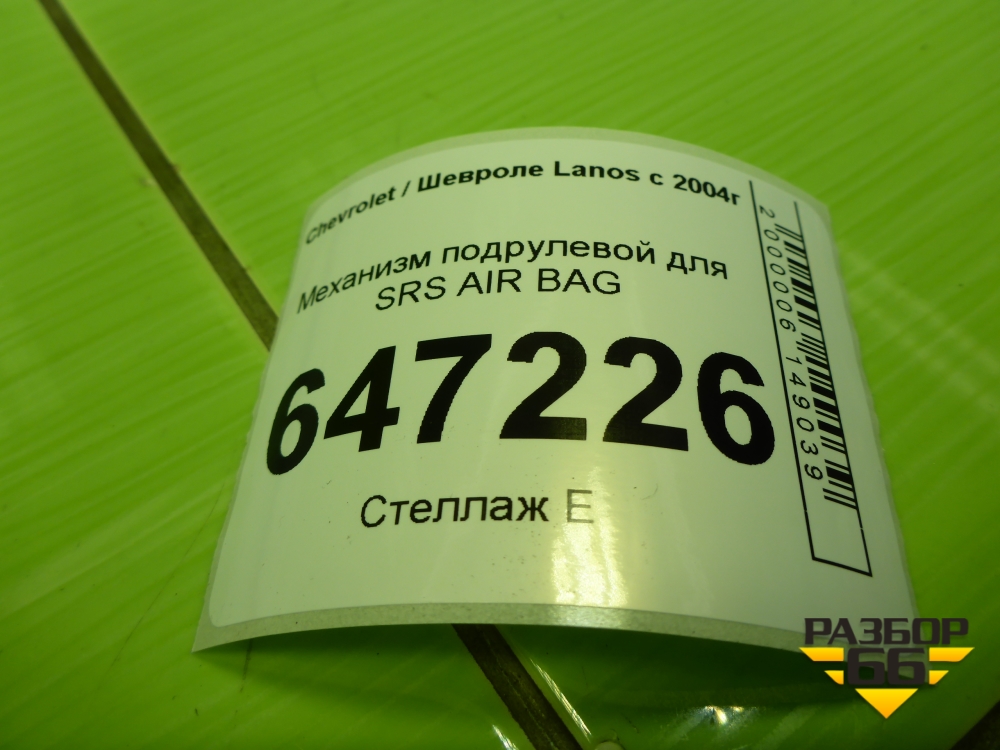 Chevrolet / Шевроле Lanos с 2004г
Механизм подрулевой для
SRS AIR BAG
647226
Стеллаж Е
2000006149039
РАЗБОР
66